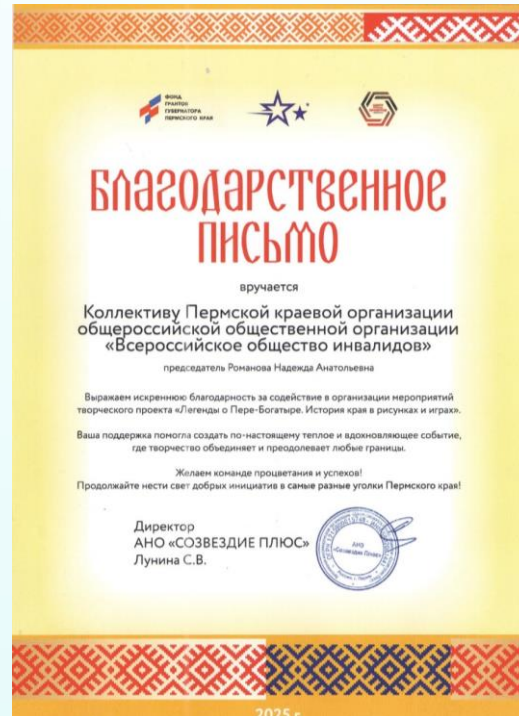 ФОНД
ГРАНТОВ
ГУБЕРНАТОРА
ПЕРМСКОГО КРАЯ
БЛАГОДАРСТВЕННОЕ
ПИСЬМО
вручается
Коллективу Пермской краевой организации
общероссийской общественной организации
«Всероссийское общество инвалидов»
председатель Романова Надежда Анатольевна
Выражаем искреннюю благодарность за содействие в организации мероприятий
творческого проекта «Легенды о Пере-Богатыре. История края в рисунках и играх».
Ваша поддержка помогла создать по-настоящему теплое и вдохновляющее событие,
где творчество объединяет и преодолевает любые границы.
Желаем команде процветания и успехов!
Продолжайте нести свет добрых инициатив в самые разные уголки Пермского края!
Директор
АНО «СОЗВЕЗДИЕ ПЛЮС»
Лунина С.В.
АНО
«Созвездие Плюс»
2025 г.